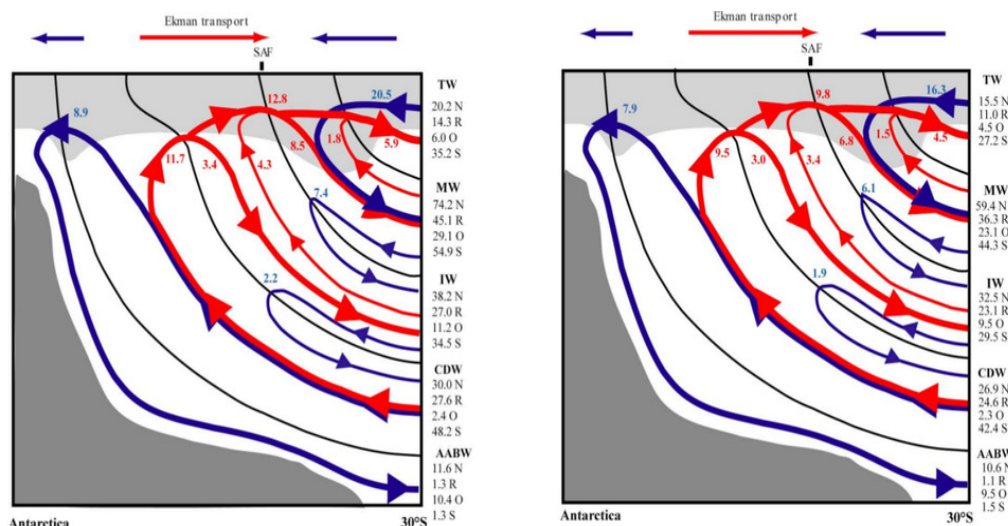 Ekman transport
SAF
8.9
12.8
20.5
11.7
3.4
4.3
8.5
1.8
5.9
7.4
2.2
TW
20.2 N
14.3 R
6.0 O
35.2 S
MW
74.2 N
45.1 R
29.1 O
54.9 S
IW
38.2 N
27.0 R
11.2 O
34.5 S
CDW
30.0 N
27.6 R
2.4 O
48.2 S
AABW
11.6 N
1.3 R
10.4 O
1.3 S
Antarctica
30°S
Ekman transport
SAF
7.9
9.8
16.3
9.5
3.0
3.4
6.8
1.5
4.5
6.1
1.9
TW
15.5 N
11.0 R
4.5 O
27.2 S
MW
59.4 N
36.3 R
23.1 O
44.3 S
IW
32.5 N
23.1 R
9.5 O
29.5 S
CDW
26.9 N
24.6 R
2.3 O
42.4 S
AABW
10.6 N
1.1 R
9.5 O
1.5 S
Antarctica
30°S